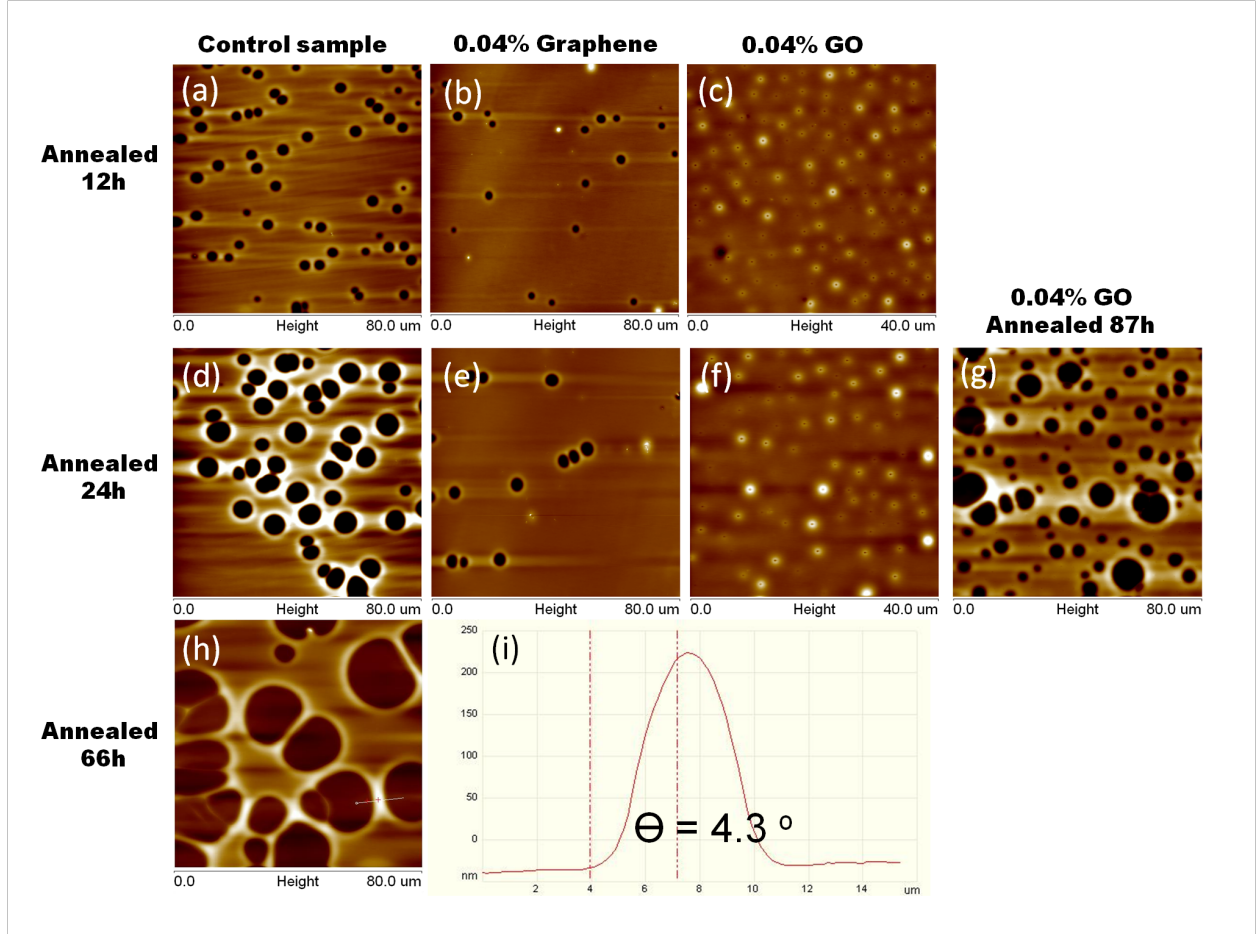 Control sample
0.04% Graphene
0.04% GO
Annealed
12h
(a)
(b)
(c)
0.0 Height 80.0 um
0.0 Height 80.0 um
0.0 Height 40.0 um
0.04% GO
Annealed 87h
Annealed
24h
(d)
(e)
(f)
(g)
0.0 Height 80.0 um
0.0 Height 80.0 um
0.0 Height 40.0 um
0.0 Height 80.0 um
Annealed
66h
(h)
(i)
250
200
150
100
50
0
nm
ϴ = 4.3 o
2 4 6 8 10 12 14 um
0.0 Height 80.0 um